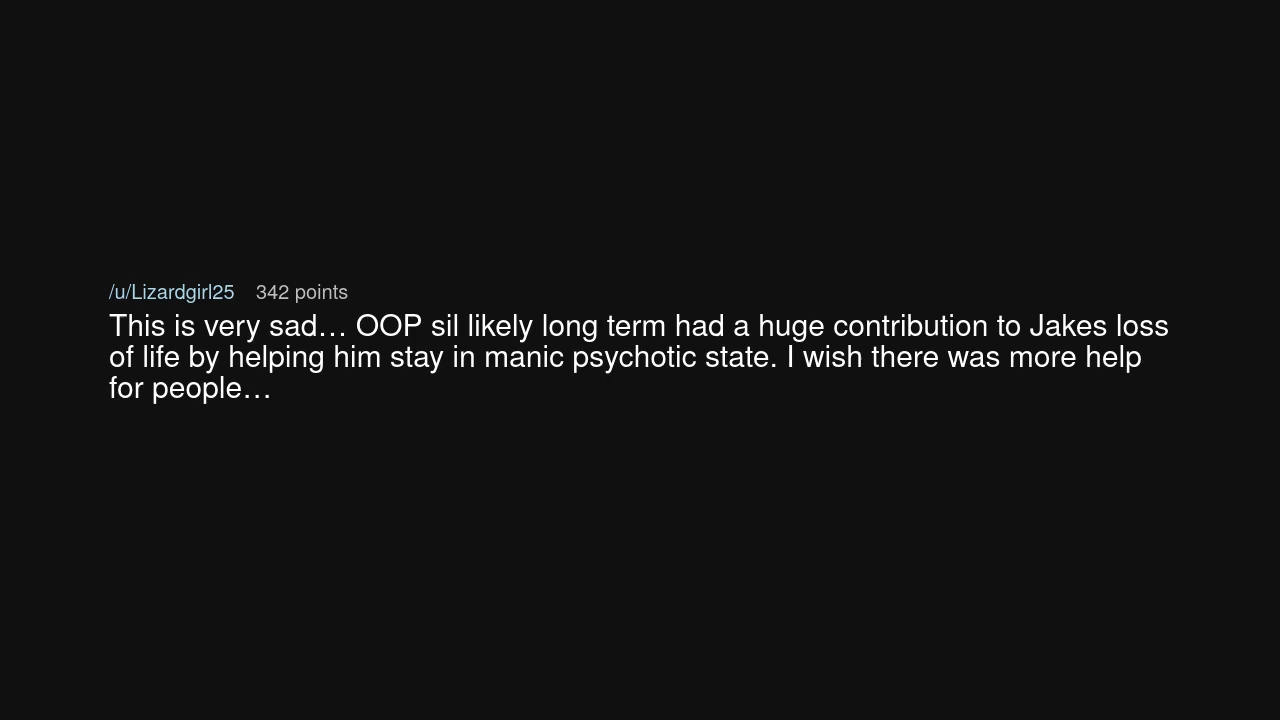 /u/Lizardgirl25 342 points
This is very sad… OOP sil likely long term had a huge contribution to Jakes loss
of life by helping him stay in manic psychotic state. I wish there was more help
for people…